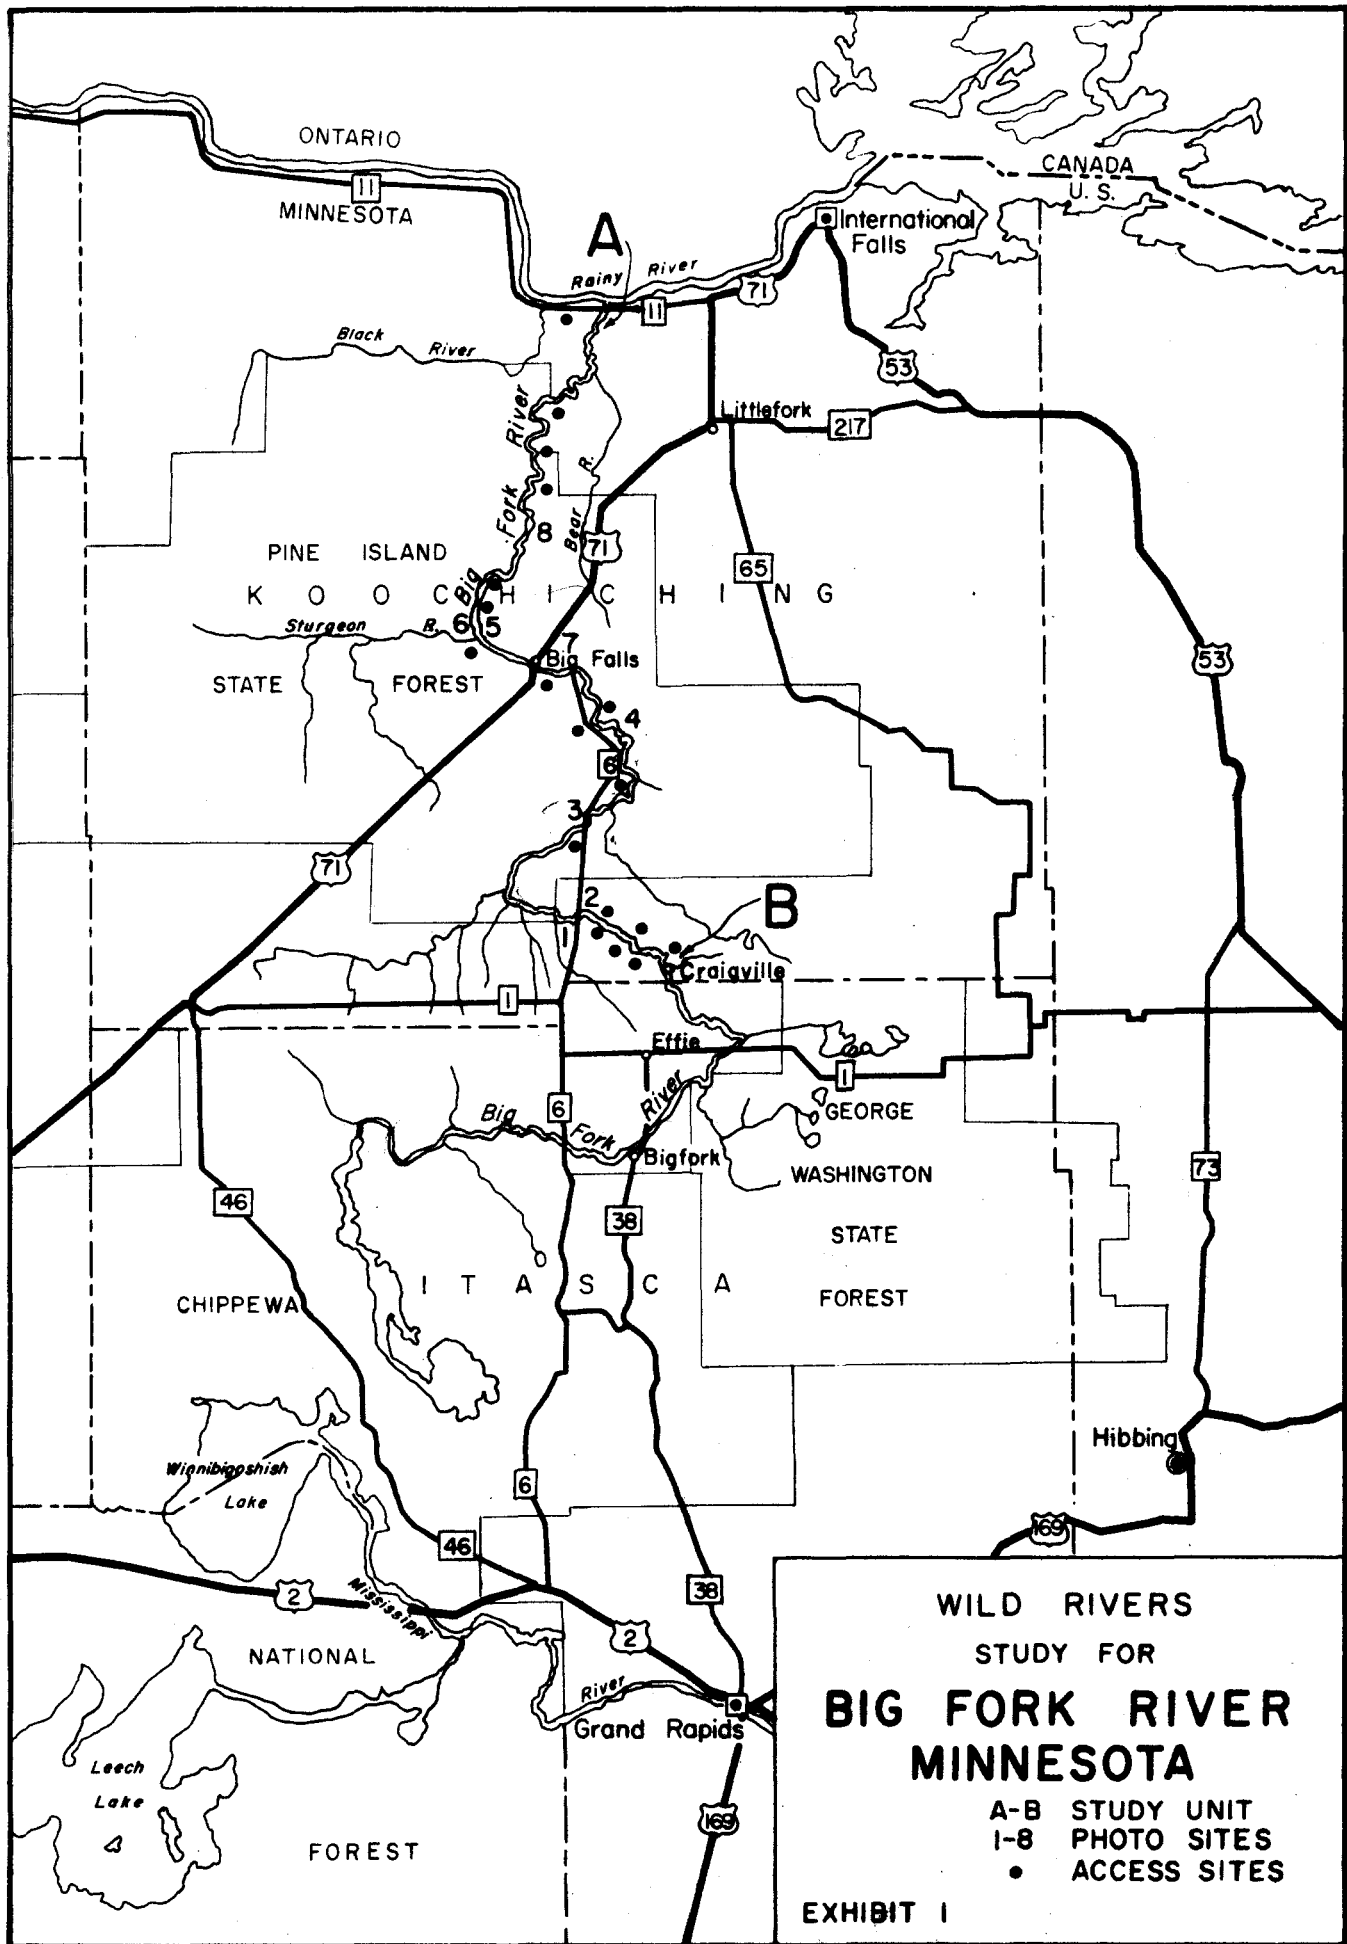 ONTARIO
11
MINNESOTA
CANADA
U. S.
International
Falls
A
Rainy River
71
11
Black River
53
Littlefork
217
Big Fork River
Bear R.
8
71
65
PINE ISLAND
KOOCHICHING
Sturgeon R.
6
5
7
Big Falls
STATE FOREST
53
4
6
3
71
2
B
1
Craigville
1
Effie
1
GEORGE
WASHINGTON
STATE
FOREST
6
Big Fork River
Bigfork
73
46
38
ITASCA
CHIPPEWA
Hibbing
Winnibigoshish
Lake
6
169
46
38
2
Mississippi River
2
NATIONAL
Grand Rapids
Leech
Lake
169
FOREST
WILD RIVERS
STUDY FOR
BIG FORK RIVER
MINNESOTA
A-B STUDY UNIT
1-8 PHOTO SITES
● ACCESS SITES
EXHIBIT 1